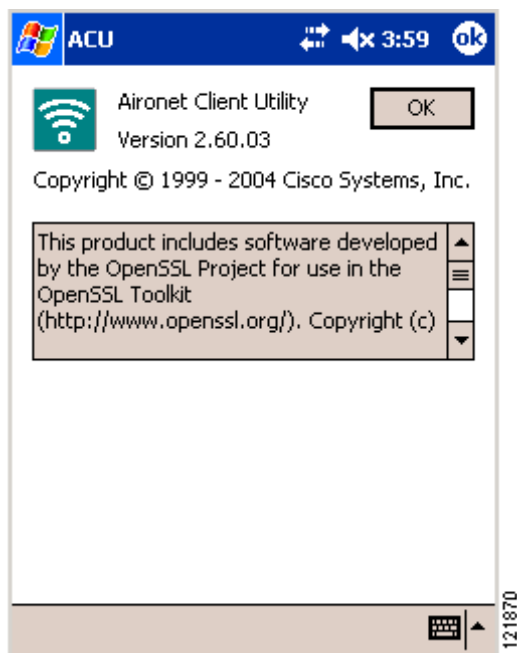 ACU 3:59 ok
Aironet Client Utility
OK
Version 2.60.03
Copyright © 1999 - 2004 Cisco Systems, Inc.
This product includes software developed
by the OpenSSL Project for use in the
OpenSSL Toolkit
(http://www.openssl.org/). Copyright (c)
121870